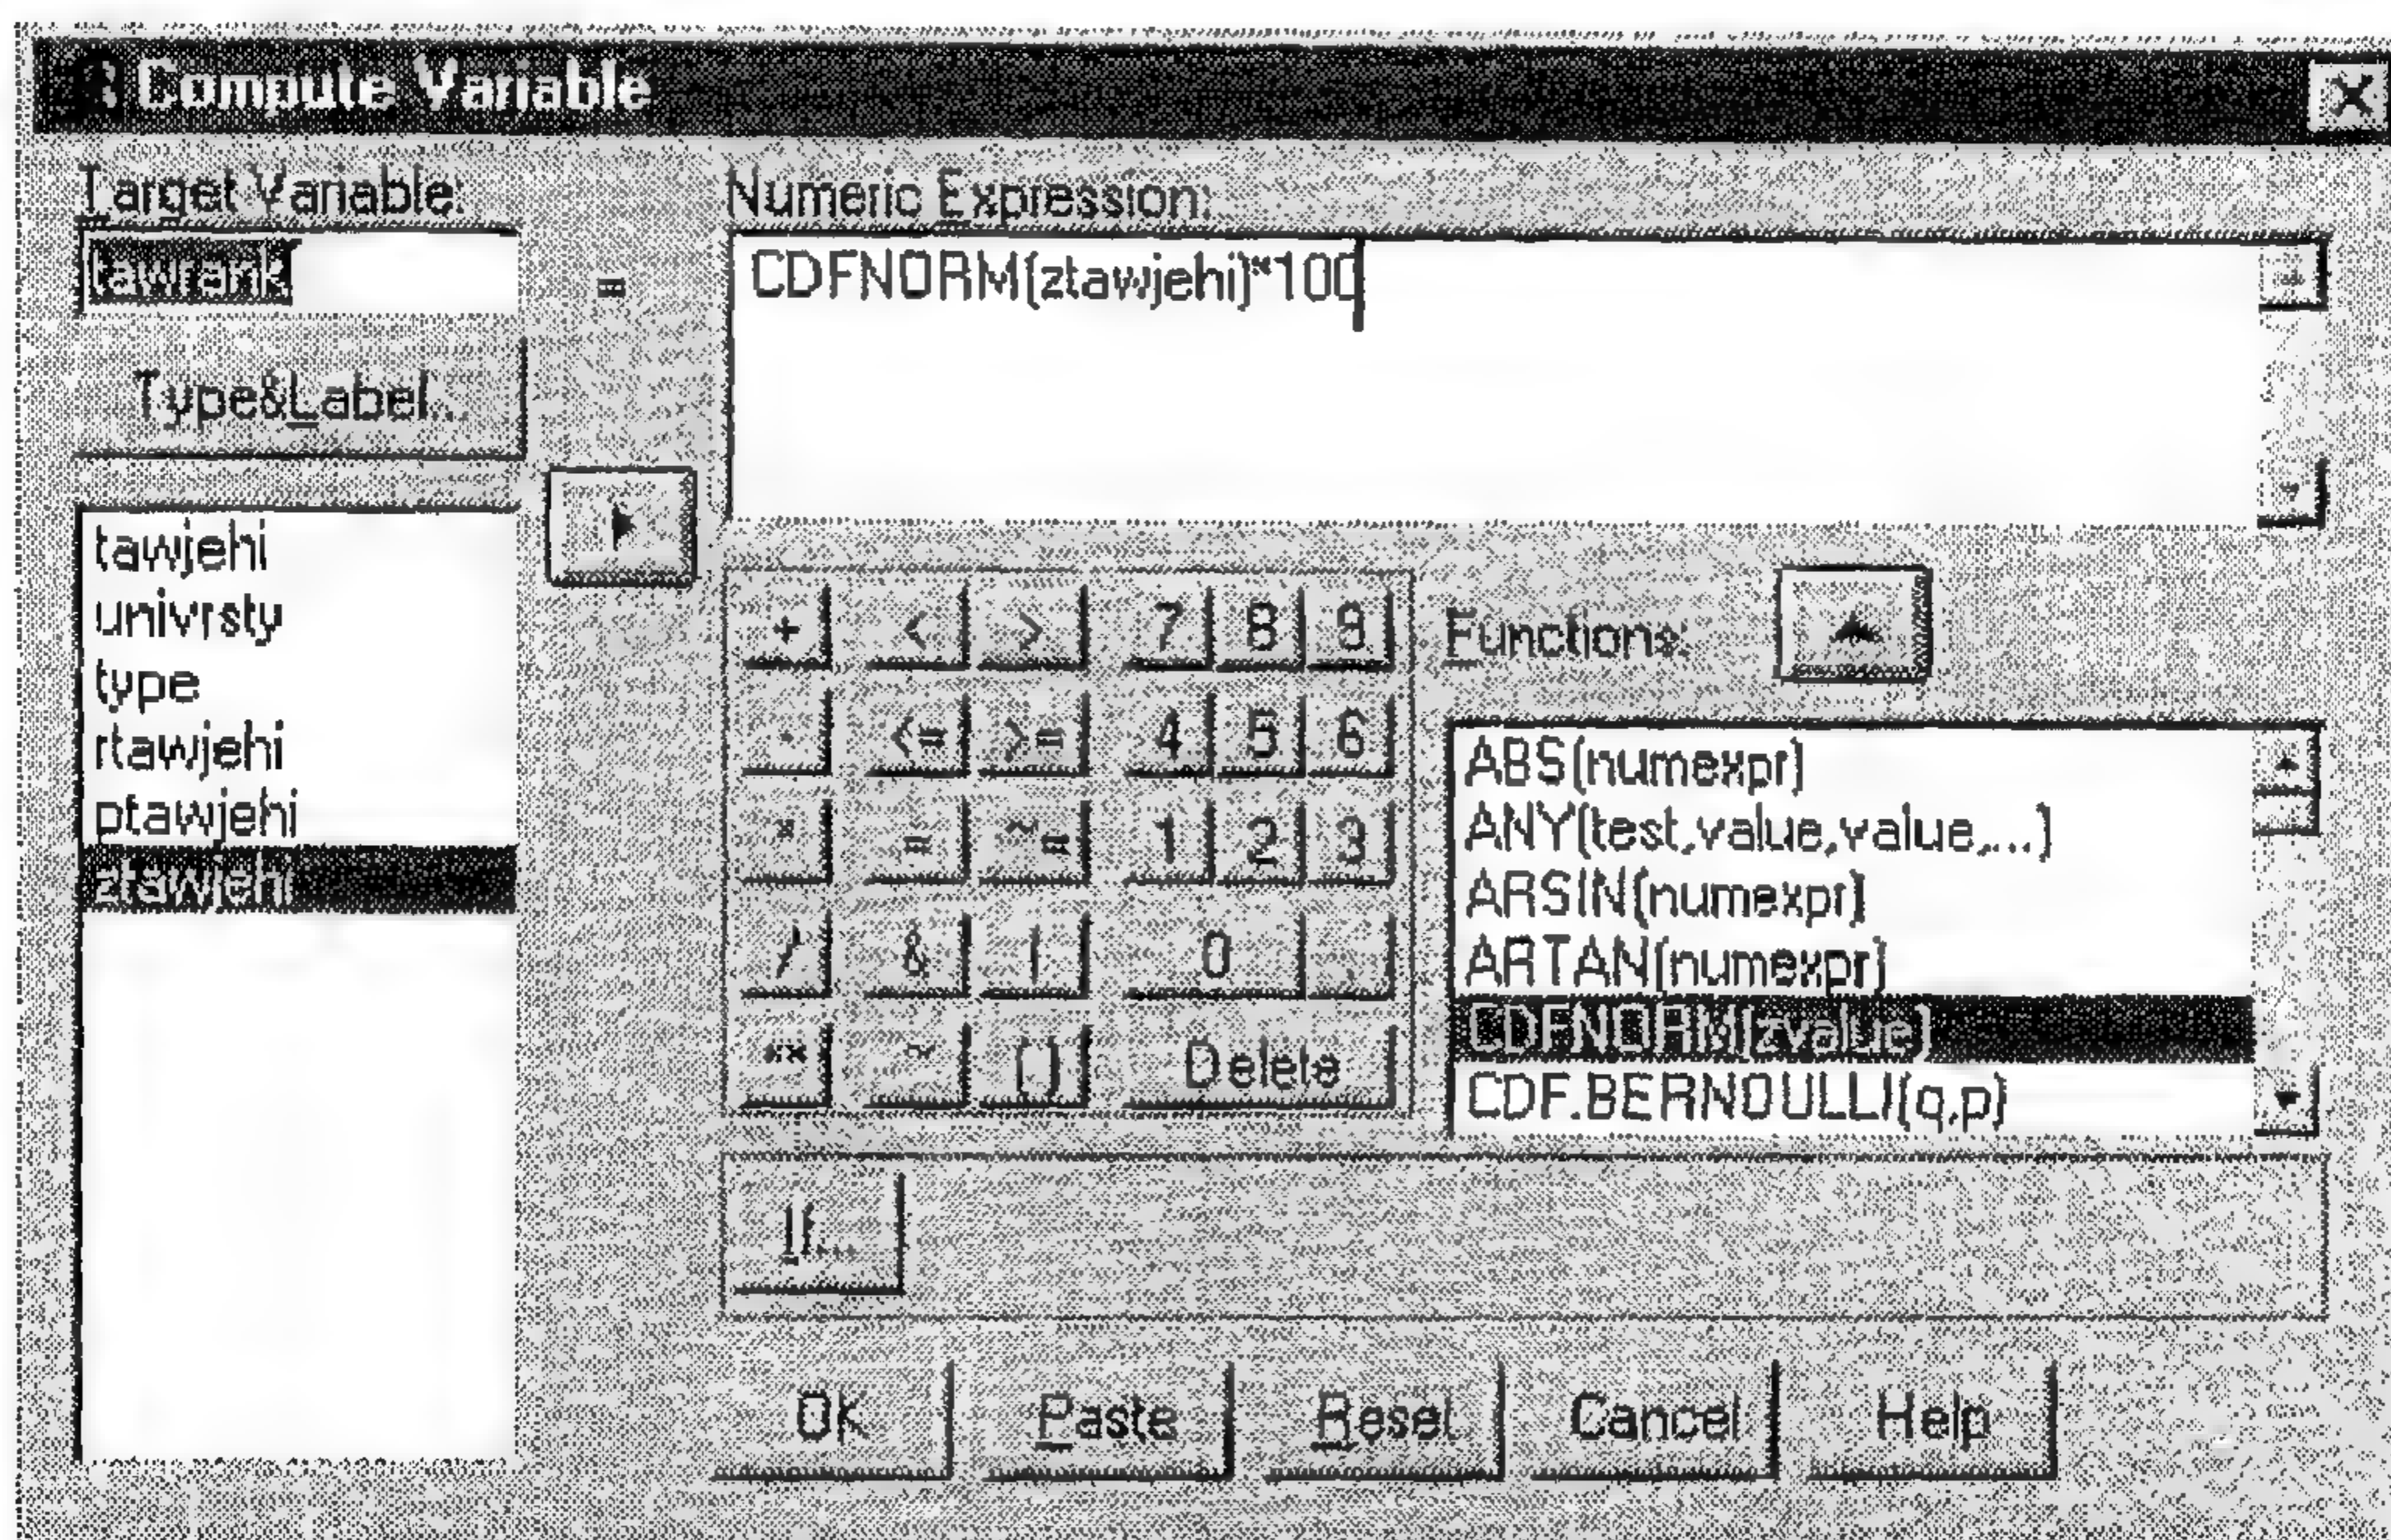 Compute Variable
Target Variable:
tawrank
=
Numeric Expression:
CDFNORM(ztawjehi)*100
Type&Label...
tawjehi
univrsty
type
rtawjehi
ptawjehi
ztawjehi
+ < > 7 8 9
- <= >= 4 5 6
* = ~= 1 2 3
/ & | 0 .
** ~ () Delete
Functions:
ABS(numexpr)
ANY(test,value,value,...)
ARSIN(numexpr)
ARTAN(numexpr)
CDFNORM(zvalue)
CDF.BERNOULLI(q,p)
If...
OK Paste Reset Cancel Help